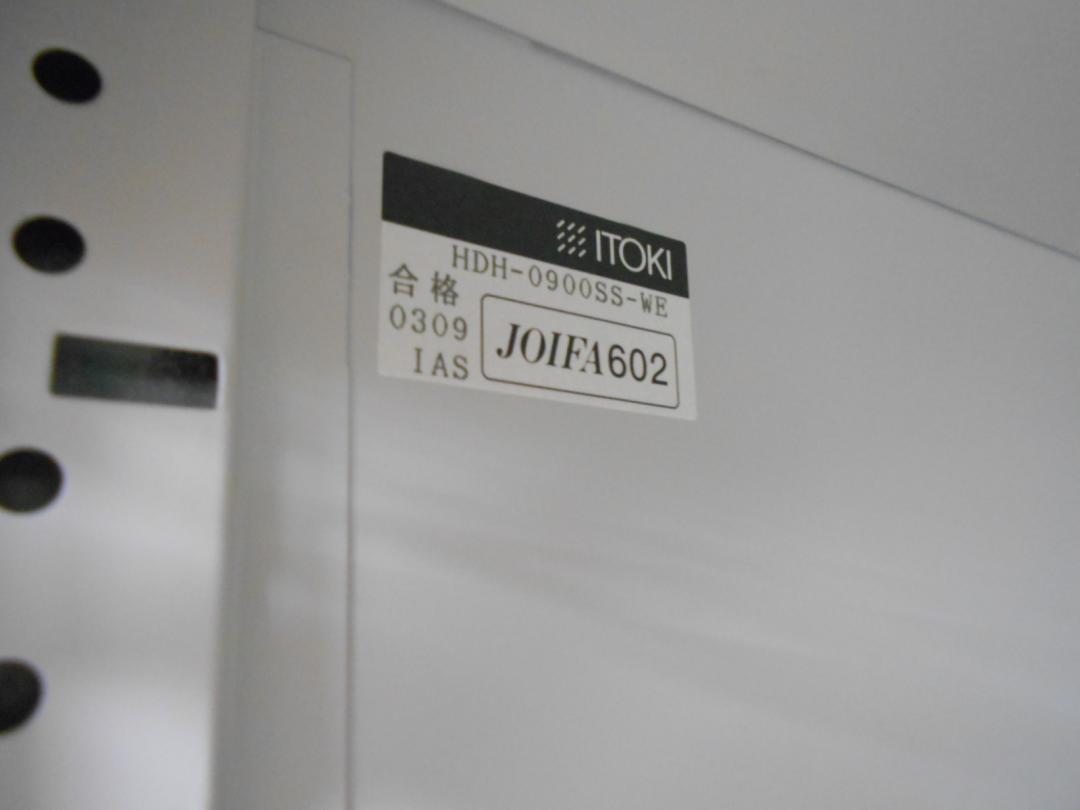 ITOKI
HDH-0900SS-WE
合格
0309
IAS
JOIFA602